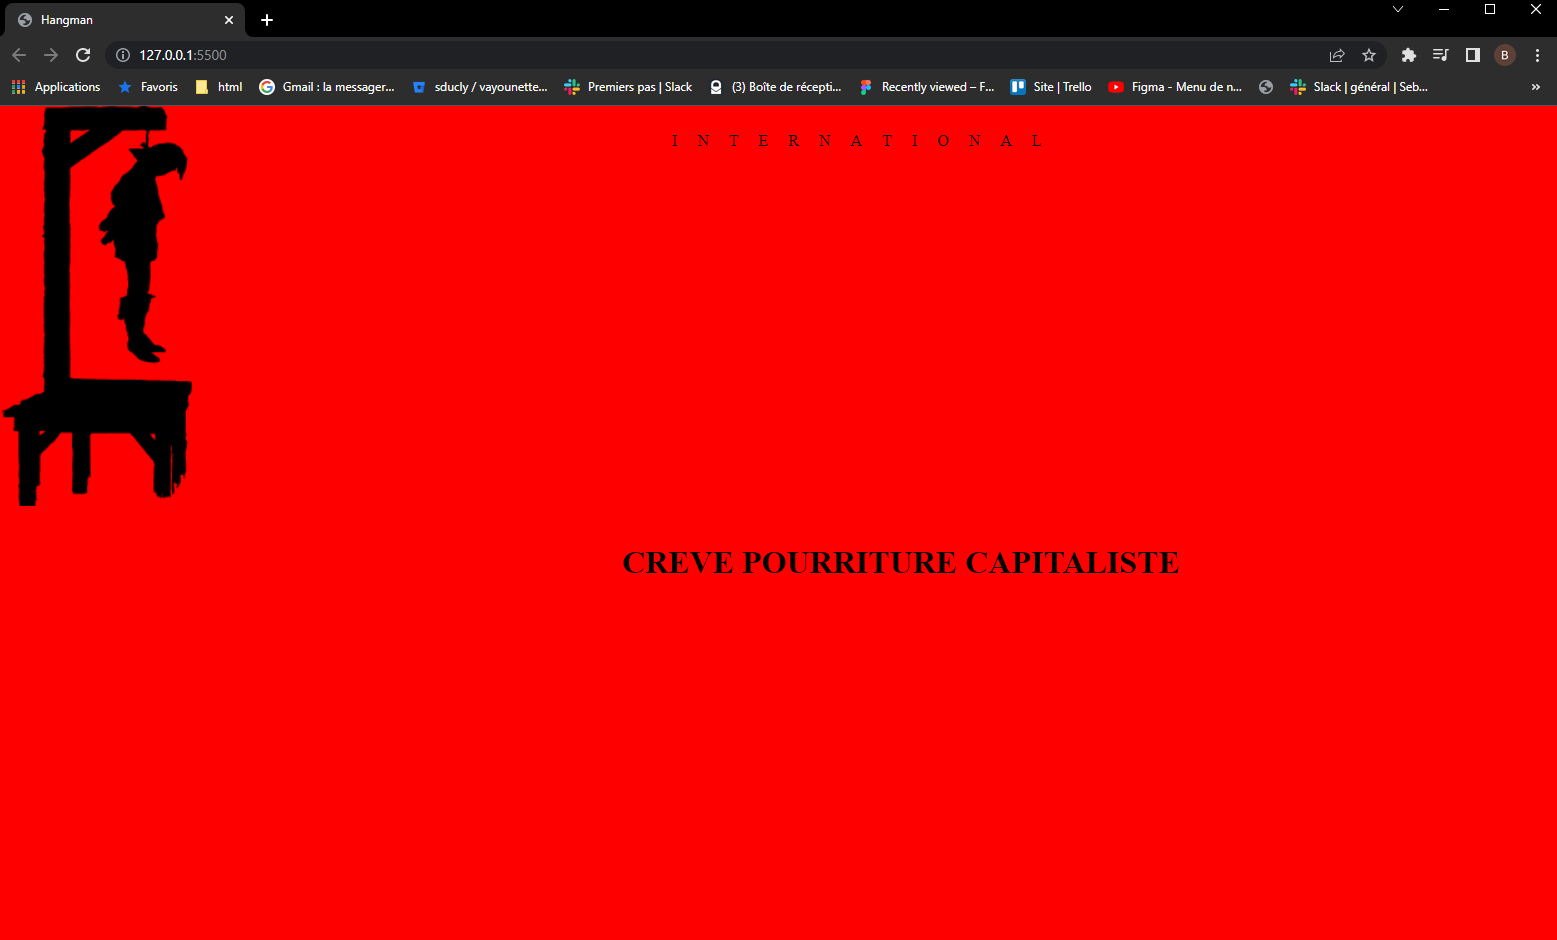 Hangman
127.0.0.1:5500
Applications Favoris html Gmail : la messager... sducly / vayounette... Premiers pas | Slack (3) Boîte de récepti... Recently viewed – F... Site | Trello Figma - Menu de n... Slack | général | Seb... »
B
I N T E R N A T I O N A L
CREVE POURRITURE CAPITALISTE